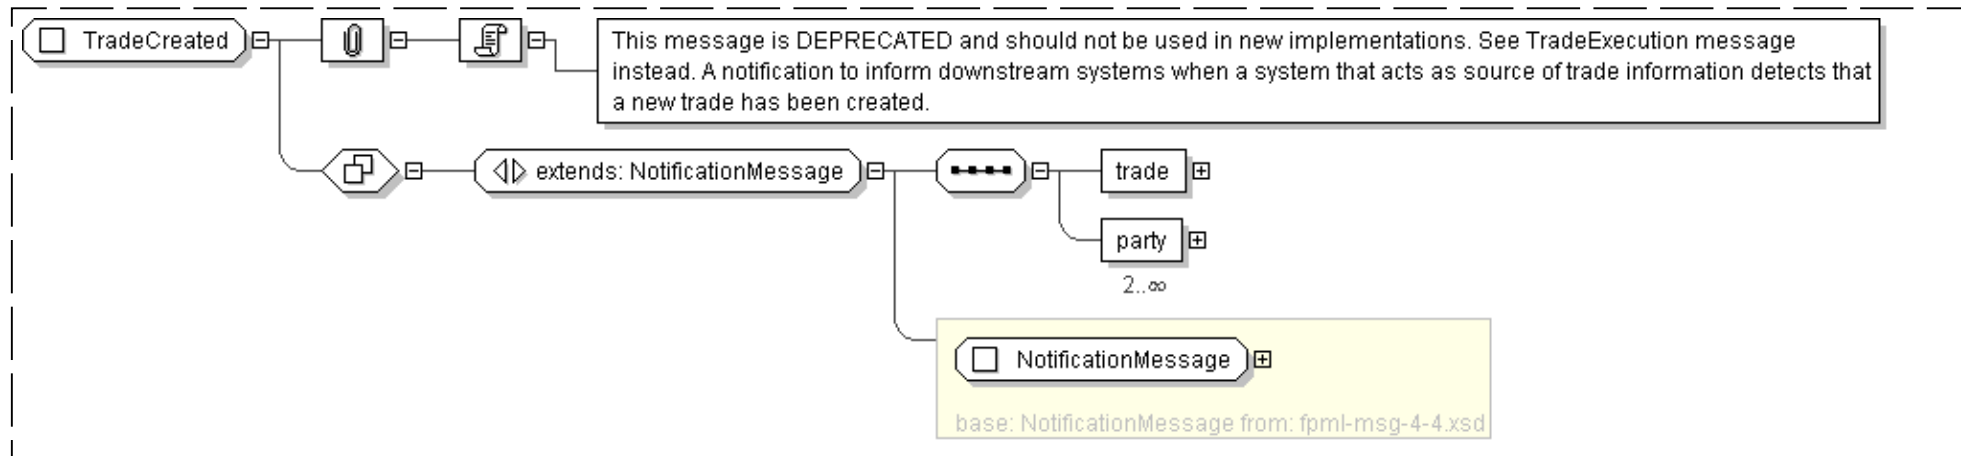 TradeCreated
This message is DEPRECATED and should not be used in new implementations. See TradeExecution message
instead. A notification to inform downstream systems when a system that acts as source of trade information detects that
a new trade has been created.
extends: NotificationMessage
trade
party
2..∞
NotificationMessage
base: NotificationMessage from: fpml-msg-4-4.xsd